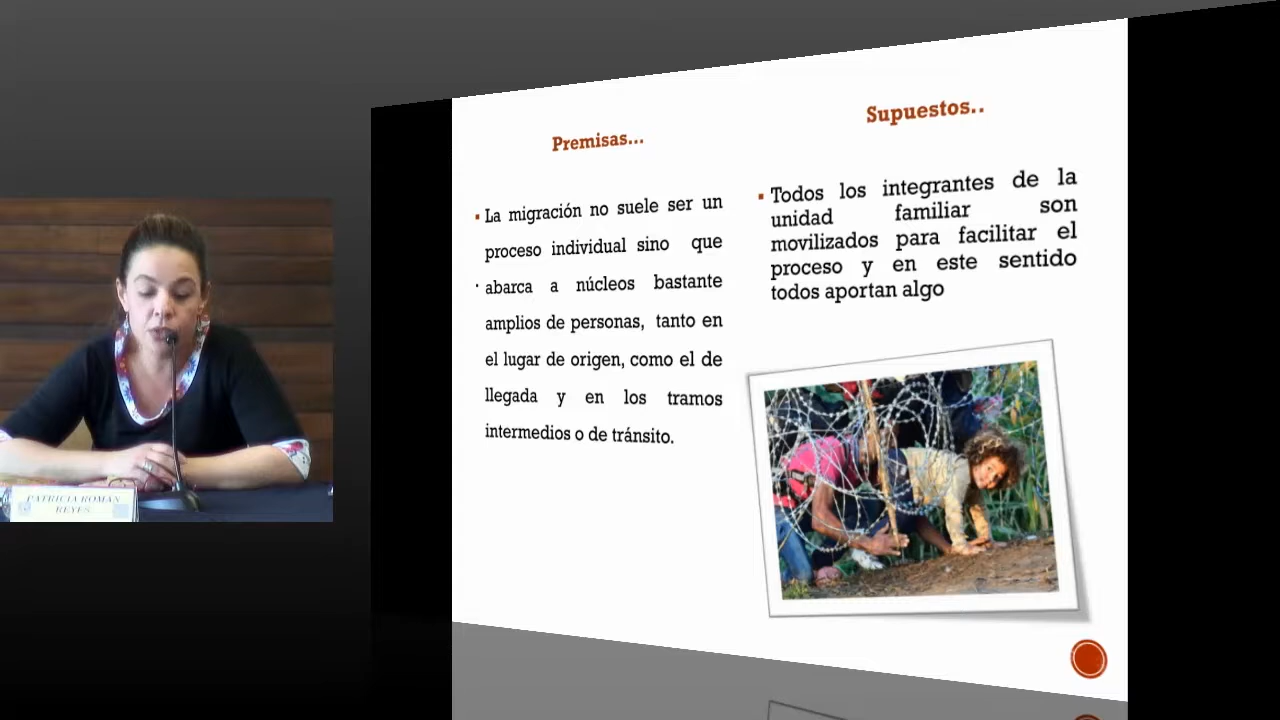 Premisas...
La migración no suele ser un
proceso individual sino que
abarca a núcleos bastante
amplios de personas, tanto en
el lugar de origen, como el de
llegada y en los tramos
intermedios o de tránsito.
Supuestos..
Todos los integrantes de la
unidad familiar son
movilizados para facilitar el
proceso y en este sentido
todos aportan algo
PATRICIA ROMÁN
REYES